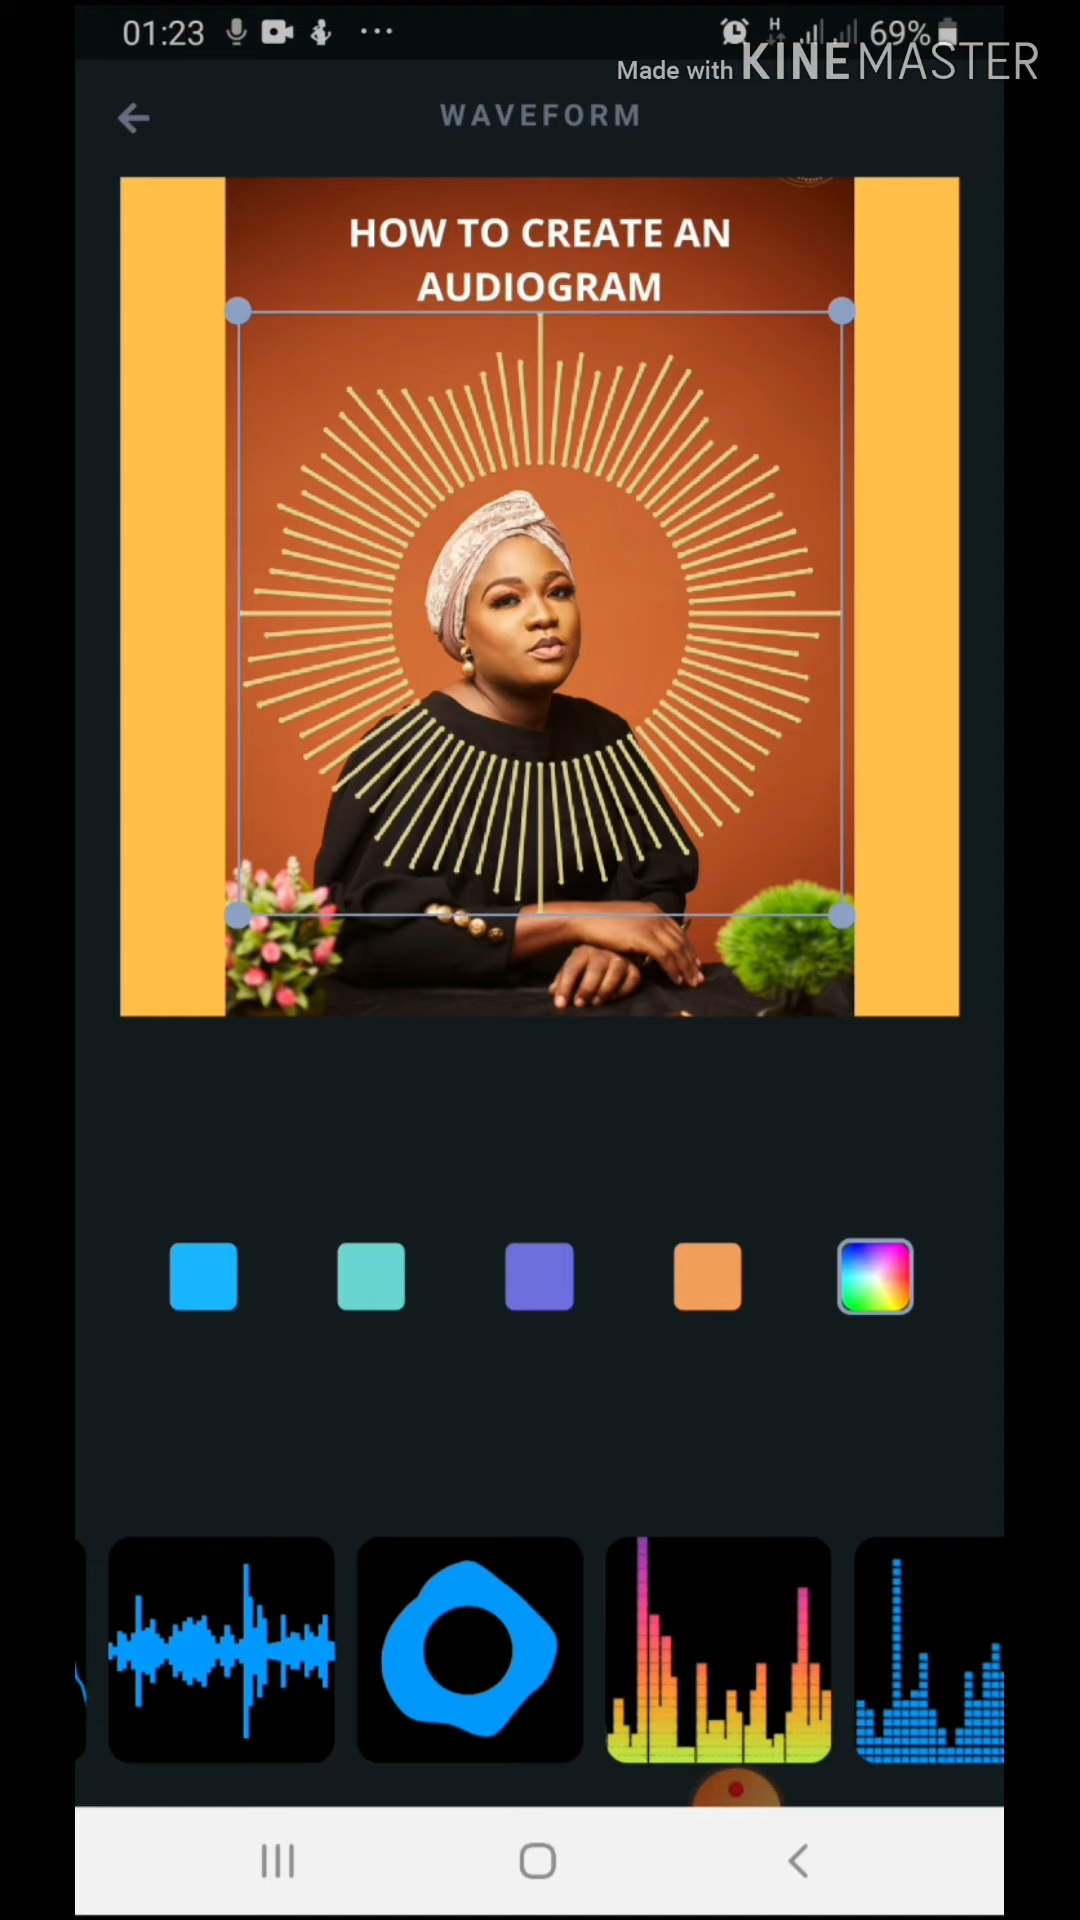 01:23
H
69%
Made with KINEMASTER
WAVEFORM
HOW TO CREATE AN
AUDIOGRAM